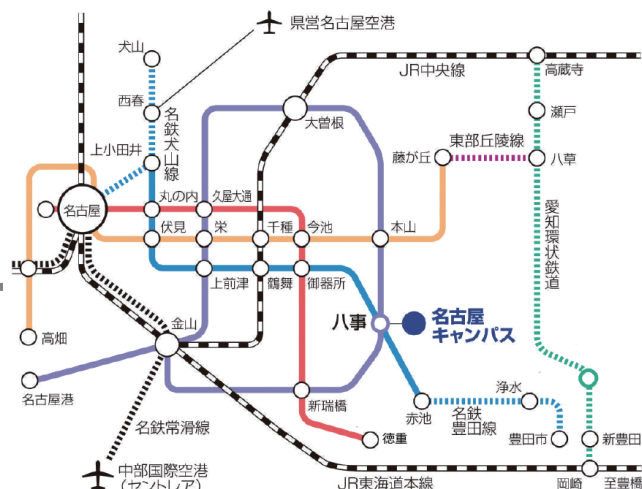 県営名古屋空港
犬山
JR中央線
高蔵寺
西春
名鉄犬山線
大曽根
瀬戸
上小田井
藤が丘
東部丘陵線
八草
名古屋
丸の内
久屋大通
愛知環状鉄道
伏見
栄
千種
今池
本山
上前津
鶴舞
御器所
金山
八事
名古屋
キャンパス
高畑
名古屋港
新瑞橋
赤池
名鉄
豊田線
浄水
名鉄常滑線
徳重
豊田市
新豊田
中部国際空港
(セントレア)
JR東海道本線
岡崎
至豊橋